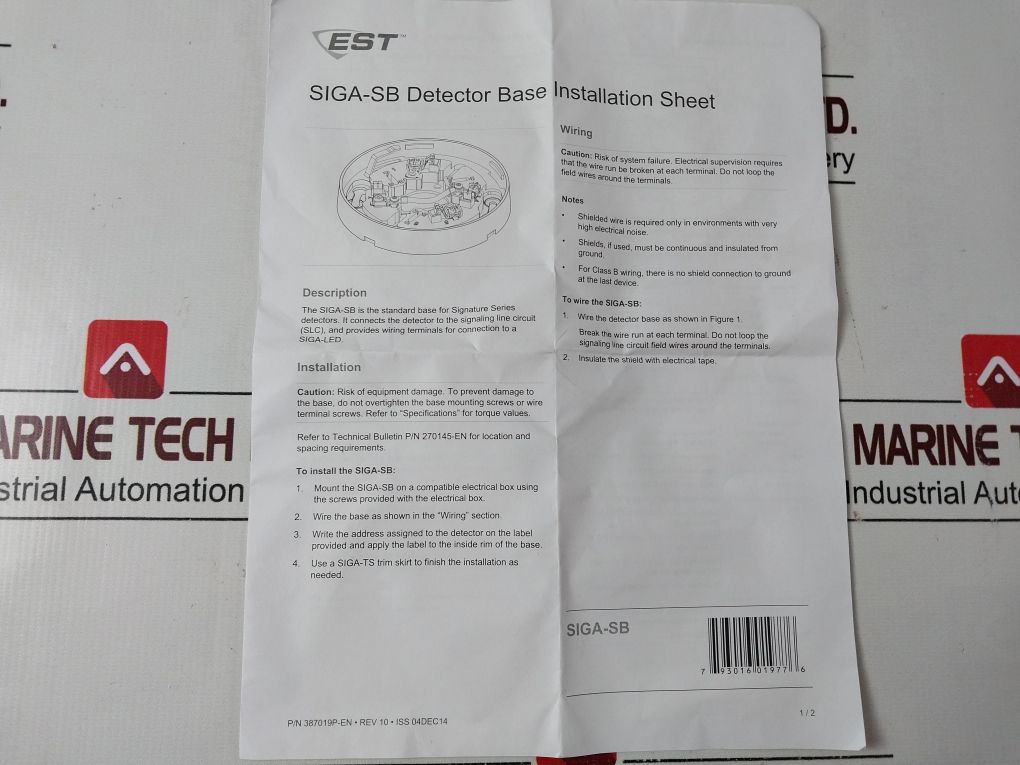 EST™
SIGA-SB Detector Base Installation Sheet
Description
The SIGA-SB is the standard base for Signature Series
detectors. It connects the detector to the signaling line circuit
(SLC), and provides wiring terminals for connection to a
SIGA-LED.
Installation
Caution: Risk of equipment damage. To prevent damage to
the base, do not overtighten the base mounting screws or wire
terminal screws. Refer to "Specifications" for torque values.
Refer to Technical Bulletin P/N 270145-EN for location and
spacing requirements.
To install the SIGA-SB:
1. Mount the SIGA-SB on a compatible electrical box using
the screws provided with the electrical box.
2. Wire the base as shown in the "Wiring" section.
3. Write the address assigned to the detector on the label
provided and apply the label to the inside rim of the base.
4. Use a SIGA-TS trim skirt to finish the installation as
needed.
P/N 387019P-EN • REV 10 • ISS 04DEC14
Wiring
Caution: Risk of system failure. Electrical supervision requires
that the wire run be broken at each terminal. Do not loop the
field wires around the terminals.
Notes
• Shielded wire is required only in environments with very
high electrical noise.
• Shields, if used, must be continuous and insulated from
ground.
• For Class B wiring, there is no shield connection to ground
at the last device.
To wire the SIGA-SB:
1. Wire the detector base as shown in Figure 1.
Break the wire run at each terminal. Do not loop the
signaling line circuit field wires around the terminals.
2. Insulate the shield with electrical tape.
SIGA-SB
7 93016 01977 6
1 / 2
ARINE TECH
strial Automation
D.
ry
MARINE T
Industrial Aut